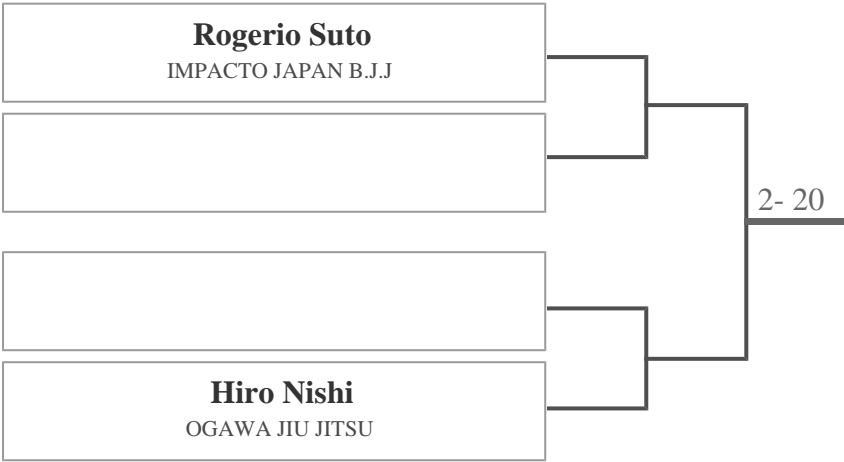 Rogerio Suto
IMPACTO JAPAN B.J.J
2- 20
Hiro Nishi
OGAWA JIU JITSU